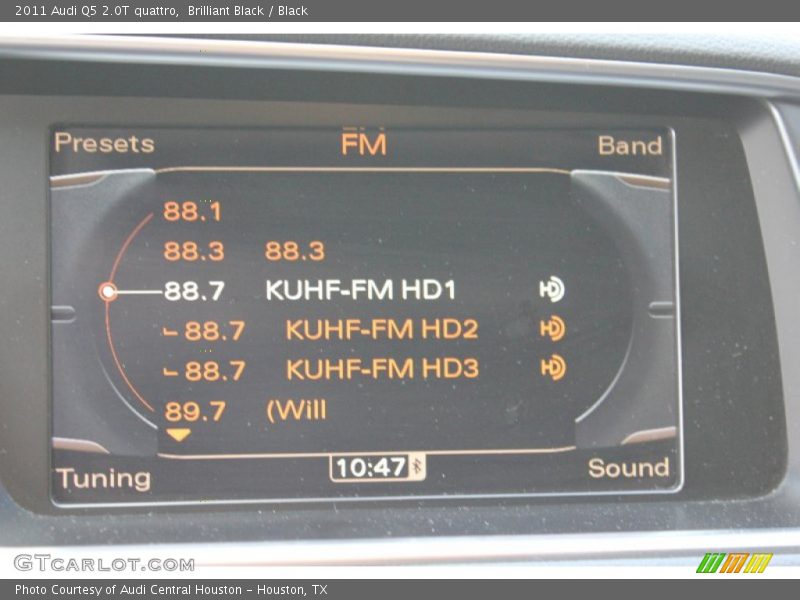 2011 Audi Q5 2.0T quattro, Brilliant Black / Black
Presets FM Band
88.1
88.3 88.3
88.7 KUHF-FM HD1
88.7 KUHF-FM HD2
88.7 KUHF-FM HD3
89.7 (Will
10:47
Tuning Sound
GTCARLOT.COM
Photo Courtesy of Audi Central Houston - Houston, TX